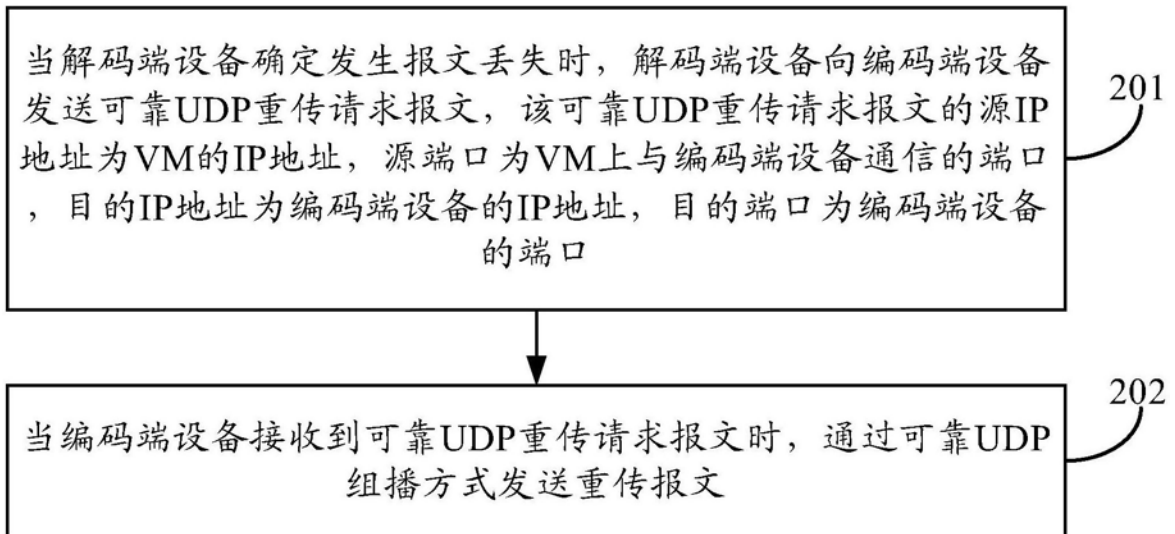 当解码端设备确定发生报文丢失时，解码端设备向编码端设备
发送可靠UDP重传请求报文，该可靠UDP重传请求报文的源IP
地址为VM的IP地址，源端口为VM上与编码端设备通信的端口
，目的IP地址为编码端设备的IP地址，目的端口为编码端设备
的端口
201
当编码端设备接收到可靠UDP重传请求报文时，通过可靠UDP
组播方式发送重传报文
202